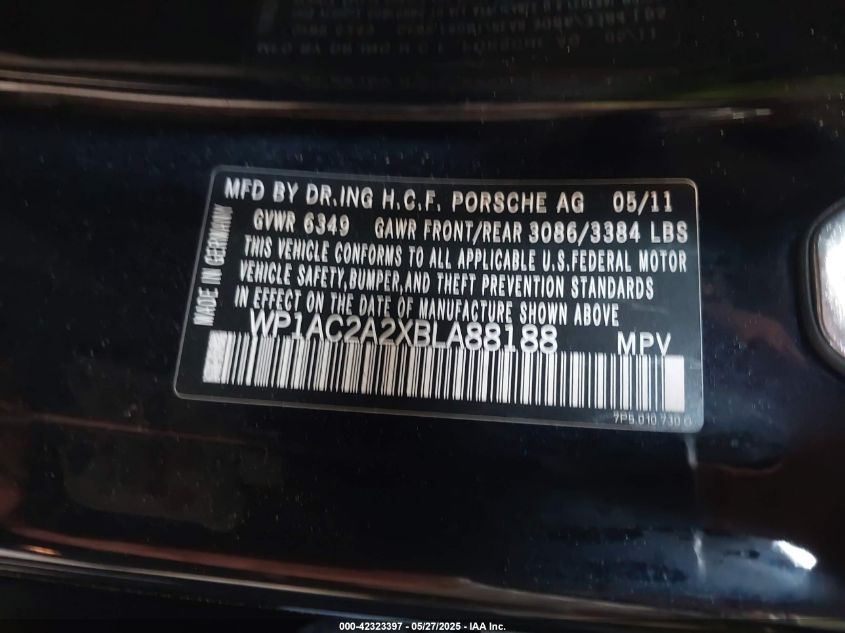 MFD BY DR.ING H.C.F. PORSCHE AG 05/11
GVWR 6349 GAWR FRONT/REAR 3086/3384 LBS
THIS VEHICLE CONFORMS TO ALL APPLICABLE U.S.FEDERAL MOTOR
VEHICLE SAFETY,BUMPER,AND THEFT PREVENTION STANDARDS
IN EFFECT ON THE DATE OF MANUFACTURE SHOWN ABOVE
WP1AC2A2XBLA88188 MPV
MADE IN GERMANY
7P5.010.730
000-42323397 - 05/27/2025 - IAA Inc.